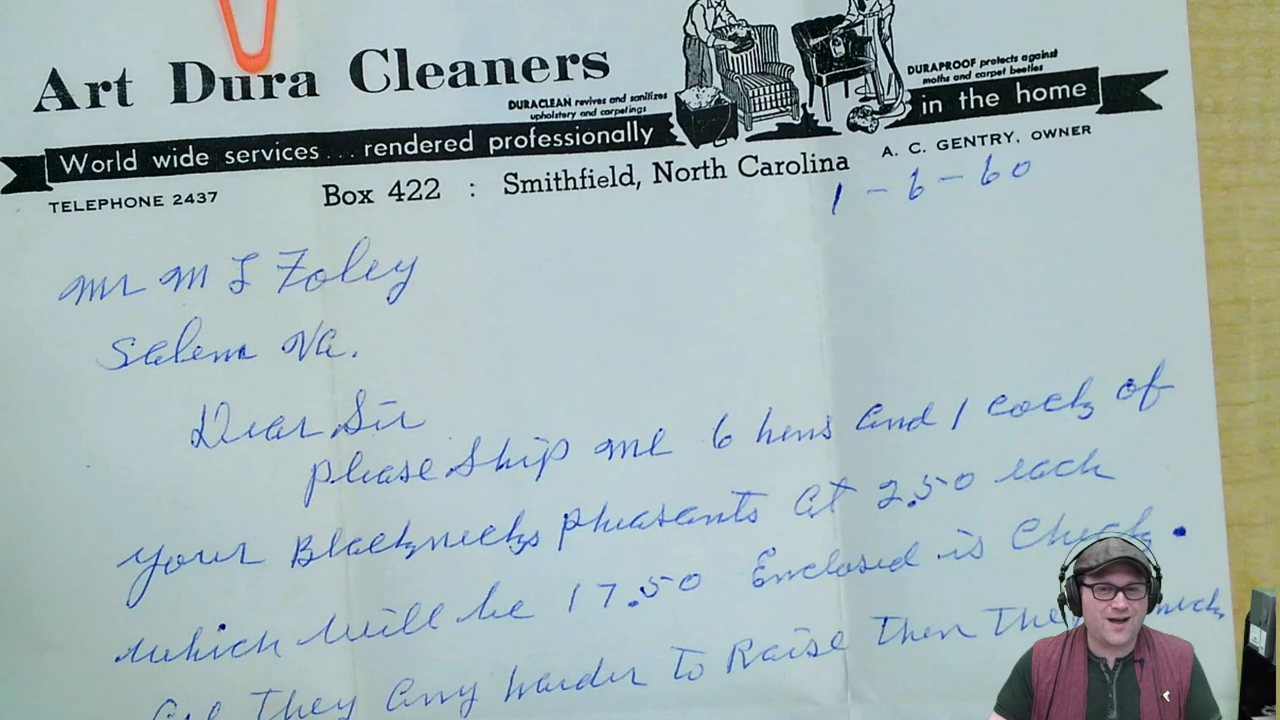 Art Dura Cleaners
DURACLEAN revives and sanitizes
upholstery and carpetings
DURAPROOF protects against
moths and carpet beetles
World wide services... rendered professionally
in the home
TELEPHONE 2437
Box 422 : Smithfield, North Carolina
A. C. GENTRY, OWNER
1-6-60
Mr M L Foley
Salem Va.
Dear Sir
please ship me 6 hens and 1 cock of
your Blacknecks pheasants at 2.50 each
which will be 17.50 Enclosed is Check.
are They any harder to Raise Then The